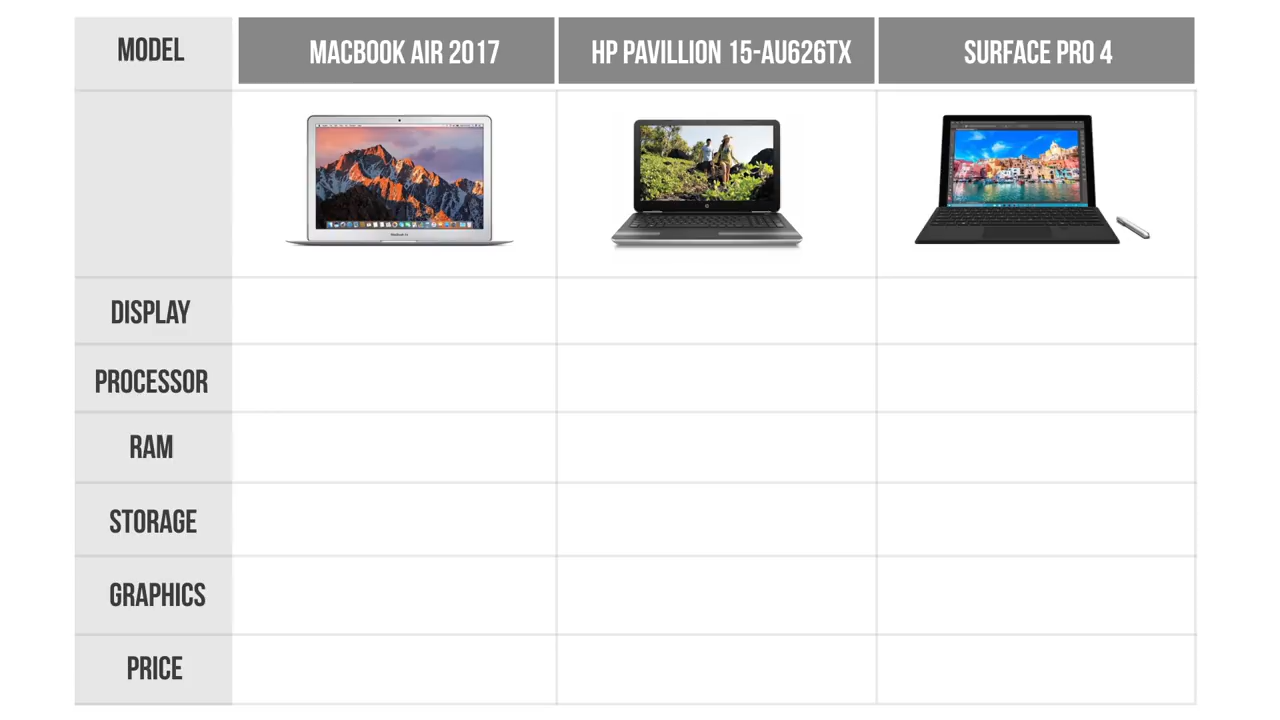 MODEL
MACBOOK AIR 2017
HP PAVILLION 15-AU626TX
SURFACE PRO 4
DISPLAY
PROCESSOR
RAM
STORAGE
GRAPHICS
PRICE